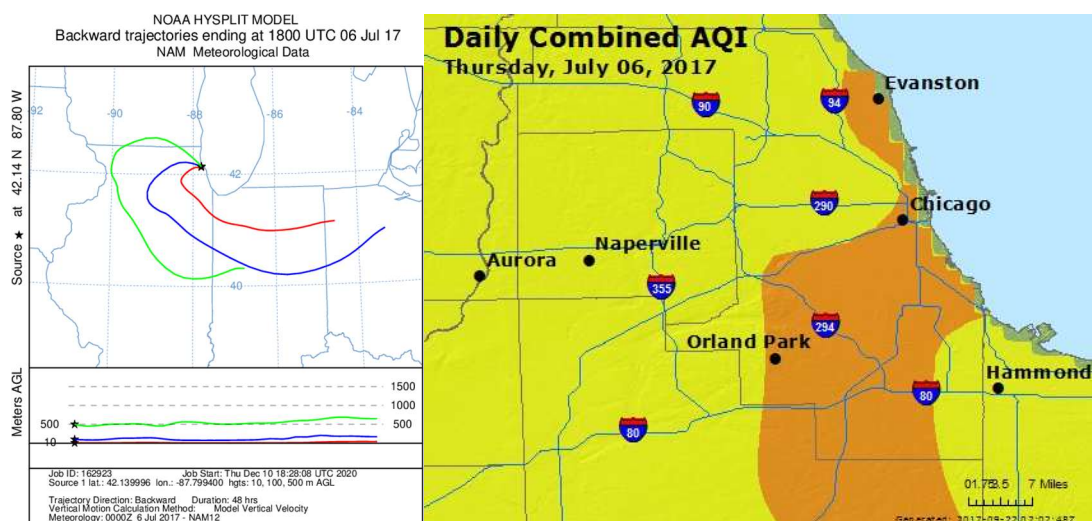 NOAA HYSPLIT MODEL
Backward trajectories ending at 1800 UTC 06 Jul 17
NAM Meteorological Data
Source ★ at 42.14 N 87.80 W
-92
-90
-88
-86
-84
42
40
Meters AGL
1500
1000
500
500
10
Job ID: 162923 Job Start: Thu Dec 10 18:28:08 UTC 2020
Source 1 lat.: 42.139996 lon.: -87.799400 hgts: 10, 100, 500 m AGL
Trajectory Direction: Backward Duration: 48 hrs
Vertical Motion Calculation Method: Model Vertical Velocity
Meteorology: 0000Z 6 Jul 2017 - NAM12
Daily Combined AQI
Thursday, July 06, 2017
Evanston
90
94
290
Chicago
Naperville
Aurora
355
294
Orland Park
Hammond
80
80
7 Miles
Generated: 2017-09-22